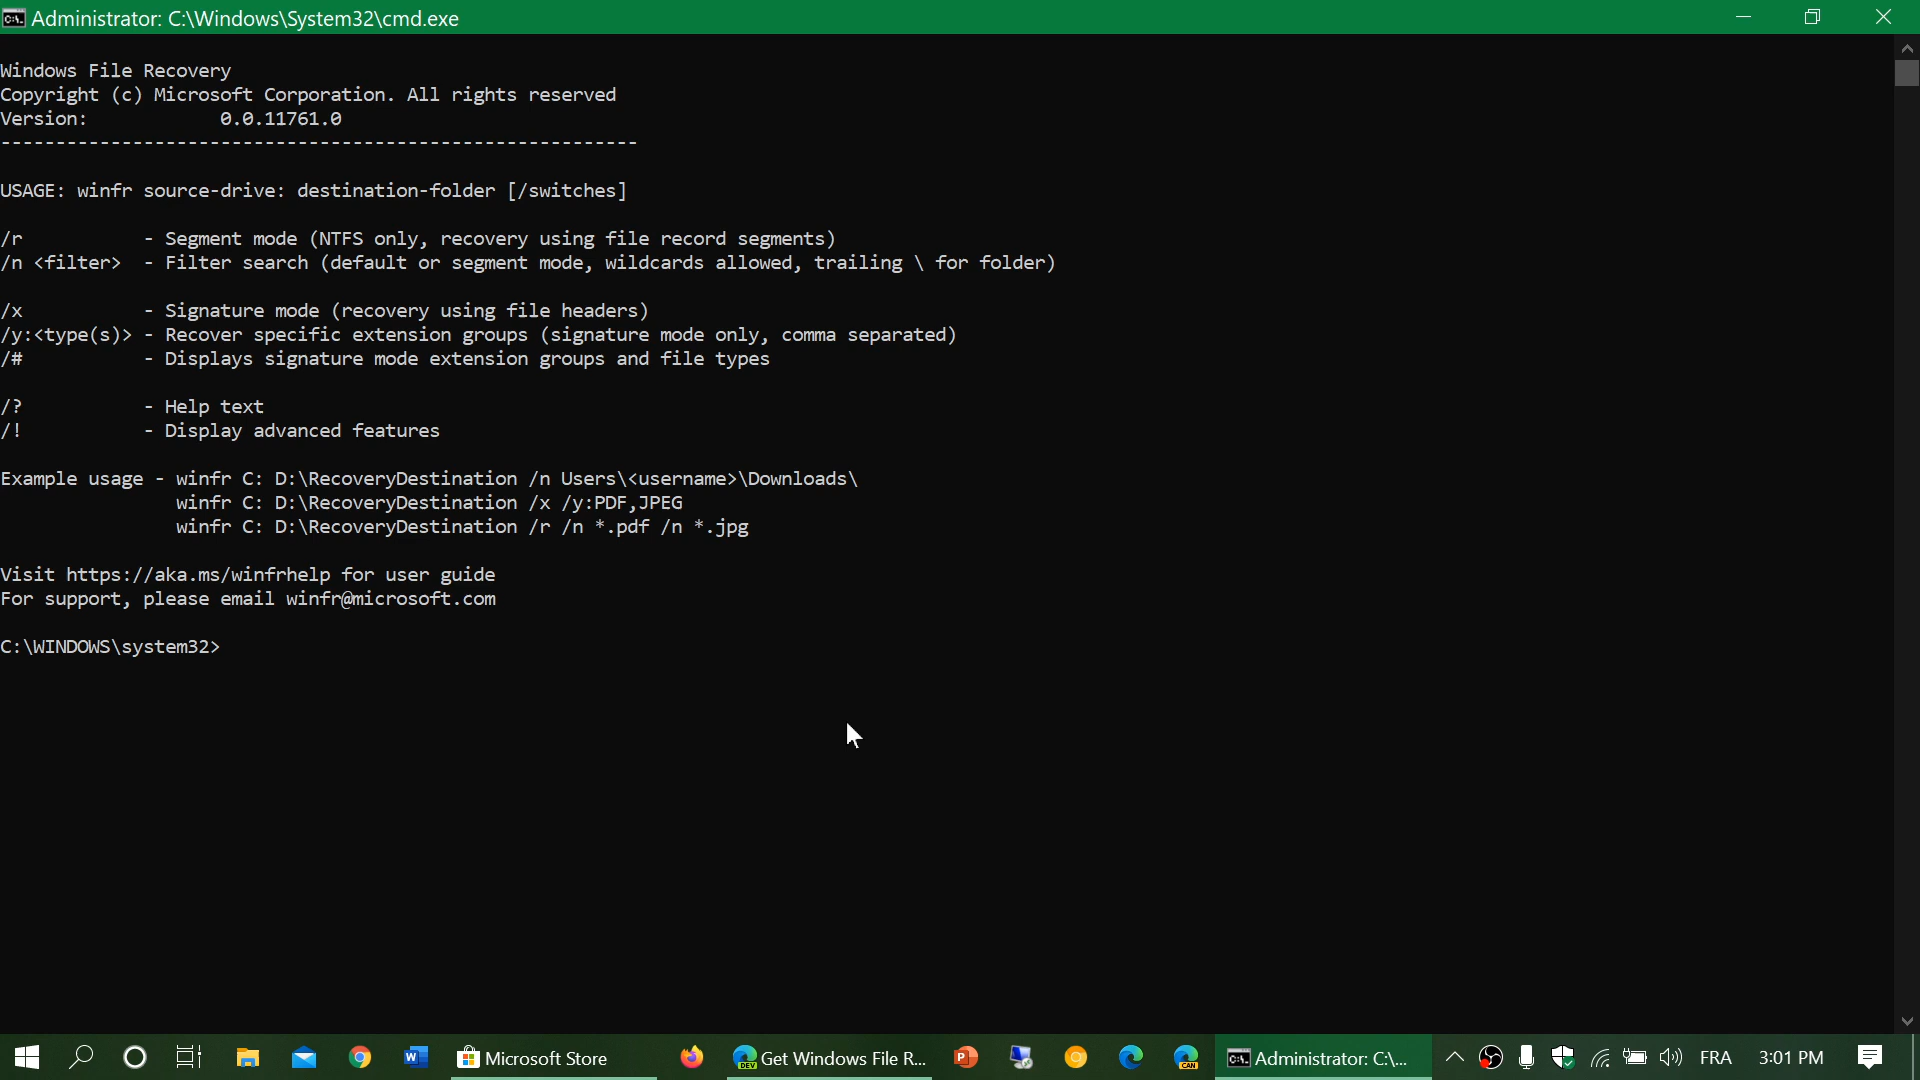 Administrator: C:\Windows\System32\cmd.exe
Windows File Recovery
Copyright (c) Microsoft Corporation. All rights reserved
Version:            0.0.11761.0
----------------------------------------------------------
USAGE: winfr source-drive: destination-folder [/switches]
/r           - Segment mode (NTFS only, recovery using file record segments)
/n <filter>  - Filter search (default or segment mode, wildcards allowed, trailing \ for folder)
/x           - Signature mode (recovery using file headers)
/y:<type(s)> - Recover specific extension groups (signature mode only, comma separated)
/#           - Displays signature mode extension groups and file types
/?           - Help text
/!           - Display advanced features
Example usage - winfr C: D:\RecoveryDestination /n Users\<username>\Downloads\
                winfr C: D:\RecoveryDestination /x /y:PDF,JPEG
                winfr C: D:\RecoveryDestination /r /n *.pdf /n *.jpg
Visit https://aka.ms/winfrhelp for user guide
For support, please email winfr@microsoft.com
C:\WINDOWS\system32>
Microsoft Store
DEV
Get Windows File R...
CAN
Administrator: C:\...
FRA
3:01 PM